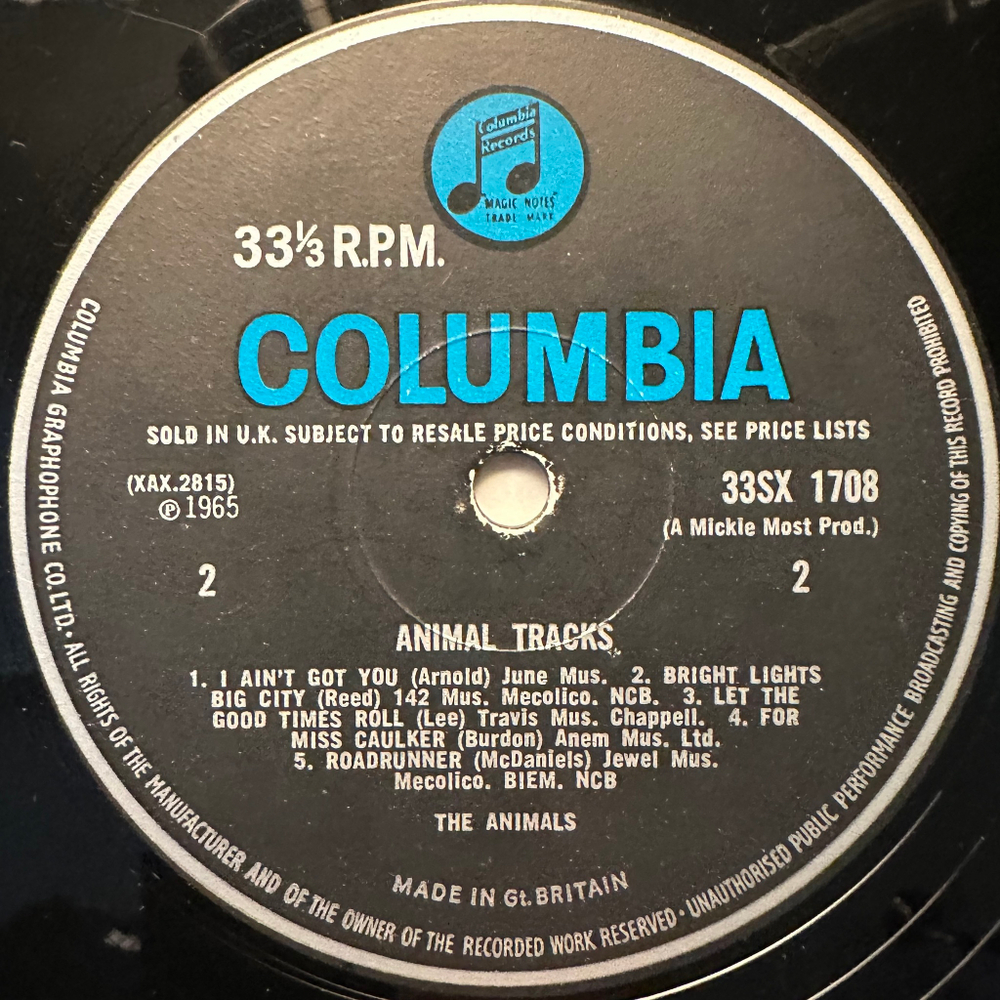 Columbia
Records
"MAGIC NOTES"
TRADE MARK
33⅓ R.P.M.
COLUMBIA
SOLD IN U.K. SUBJECT TO RESALE PRICE CONDITIONS, SEE PRICE LISTS
(XAX.2815)
℗ 1965
33SX 1708
(A Mickie Most Prod.)
2
2
ANIMAL TRACKS
1. I AIN'T GOT YOU (Arnold) June Mus. 2. BRIGHT LIGHTS
BIG CITY (Reed) 142 Mus. Mecolico. NCB. 3. LET THE
GOOD TIMES ROLL (Lee) Travis Mus. Chappell. 4. FOR
MISS CAULKER (Burdon) Anem Mus. Ltd.
5. ROADRUNNER (McDaniels) Jewel Mus.
Mecolico. BIEM. NCB
THE ANIMALS
MADE IN Gt. BRITAIN
COLUMBIA GRAPHOPHONE CO. LTD. • ALL RIGHTS OF THE MANUFACTURER AND OF THE OWNER OF THE RECORDED WORK RESERVED • UNAUTHORISED PUBLIC PERFORMANCE BROADCASTING AND COPYING OF THIS RECORD PROHIBITED